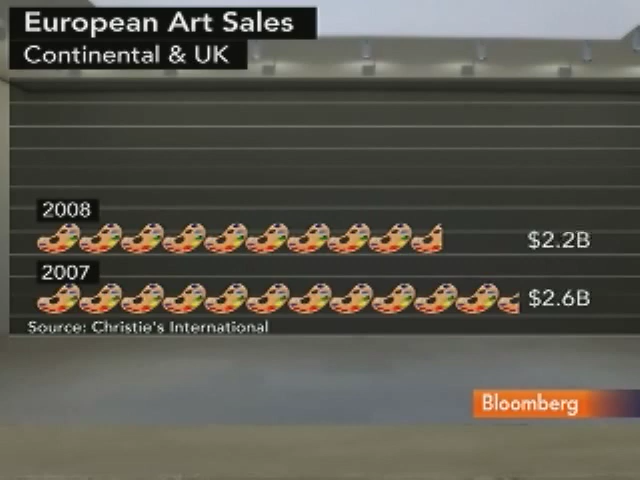 European Art Sales
Continental & UK
2008
$2.2B
2007
$2.6B
Source: Christie's International
Bloomberg